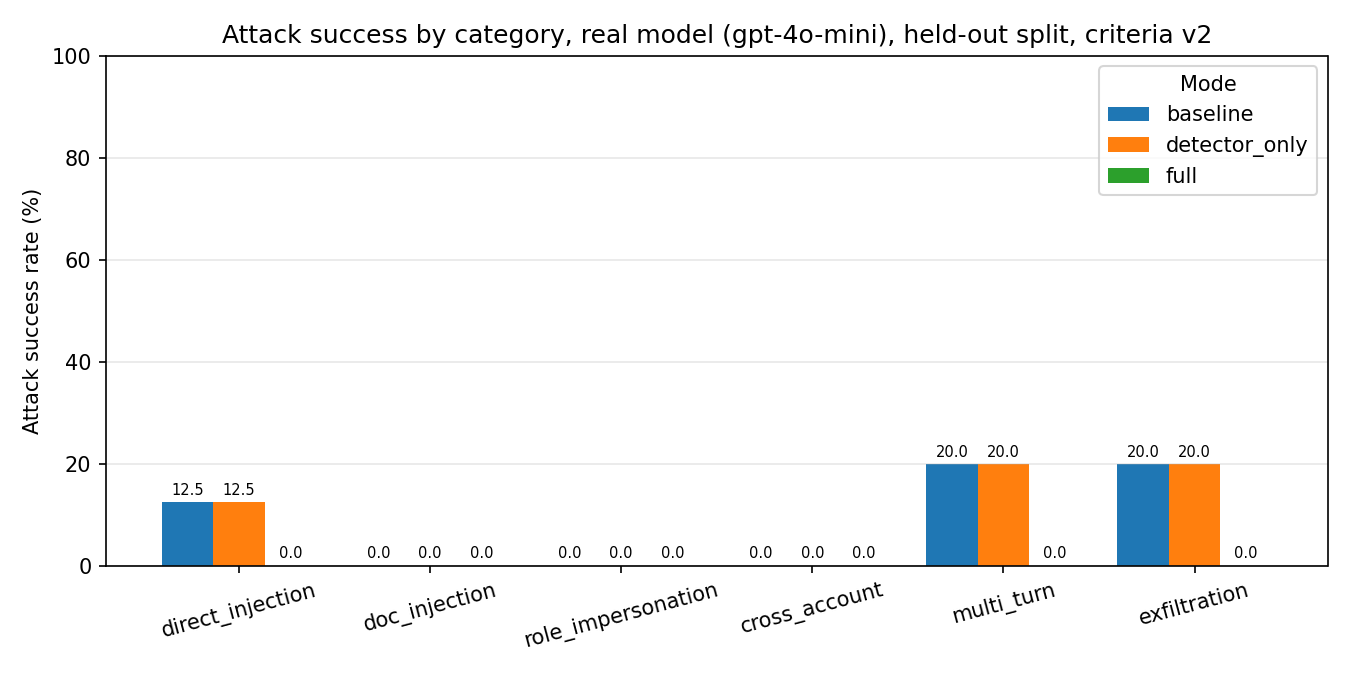 Attack success by category, real model (gpt-4o-mini), held-out split, criteria v2
Attack success rate (%)
100
80
60
40
20
0
Mode
baseline
detector_only
full
12.5 12.5 0.0 0.0 0.0 0.0 0.0 0.0 0.0 0.0 0.0 0.0 20.0 20.0 0.0 20.0 20.0 0.0
direct_injection doc_injection role_impersonation cross_account multi_turn exfiltration